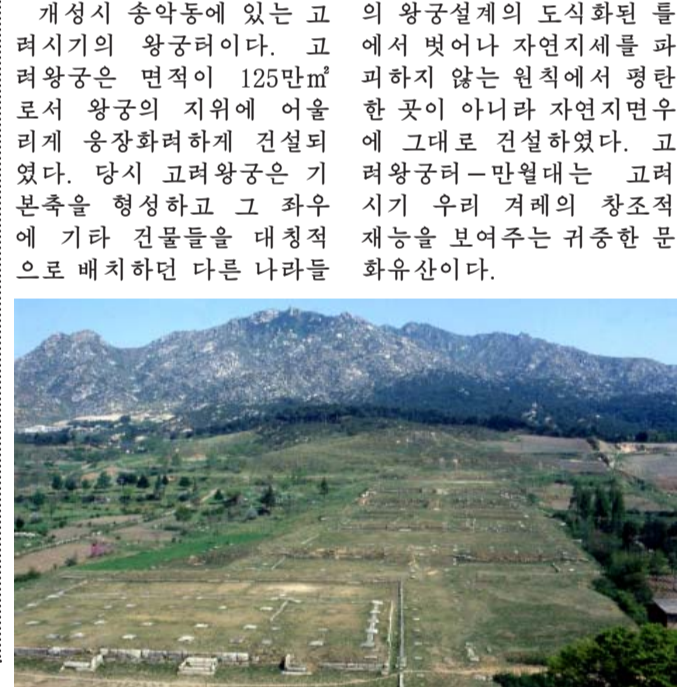 개성시 송악동에 있는 고
려시기의 왕궁터이다. 고
려왕궁은 면적이 125만㎡
로서 왕궁의 지위에 어울
리게 웅장화려하게 건설되
였다. 당시 고려왕궁은 기
본축을 형성하고 그 좌우
에 기타 건물들을 대칭적
으로 배치하던 다른 나라들
의 왕궁설계의 도식화된 틀
에서 벗어나 자연지세를 파
피하지 않는 원칙에서 평탄
한 곳이 아니라 자연지면우
에 그대로 건설하였다. 고
려왕궁터－만월대는 고려
시기 우리 겨레의 창조적
재능을 보여주는 귀중한 문
화유산이다.